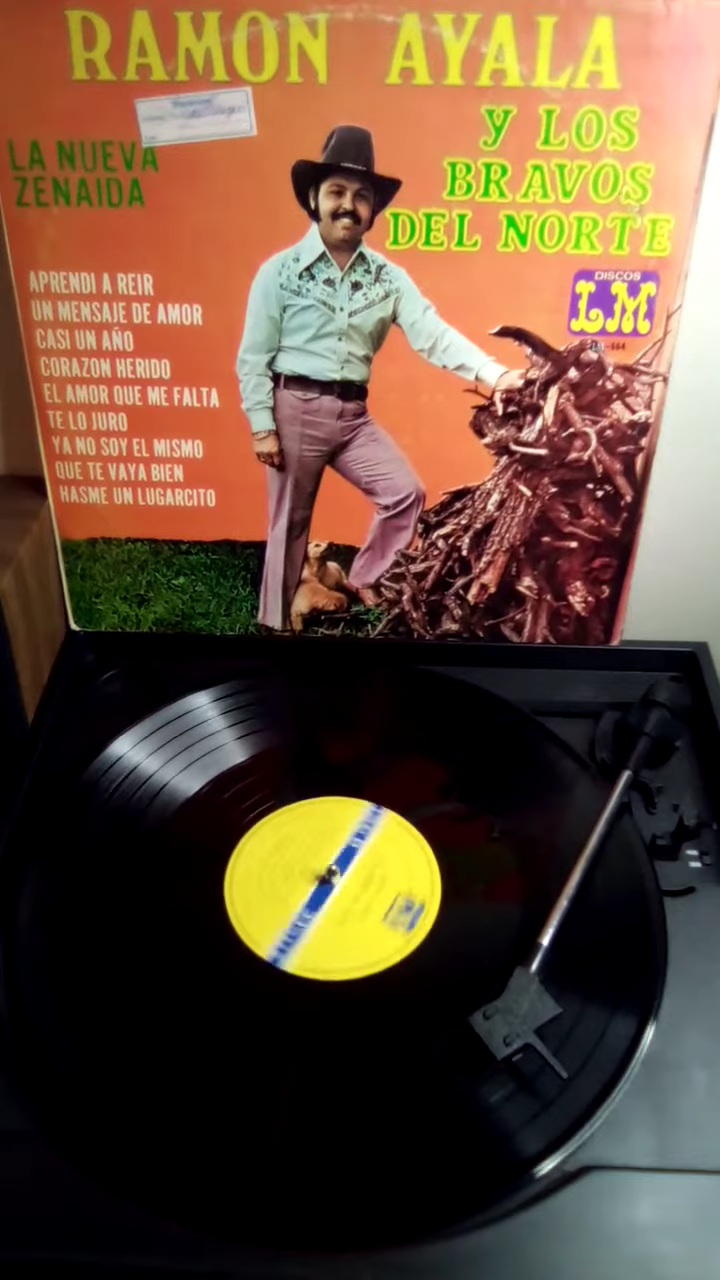 RAMON AYALA
Y LOS
BRAVOS
DEL NORTE
LA NUEVA
ZENAIDA
DISCOS
LM
APRENDI A REIR
UN MENSAJE DE AMOR
CASI UN AÑO
CORAZON HERIDO
EL AMOR QUE ME FALTA
TE LO JURO
YA NO SOY EL MISMO
QUE TE VAYA BIEN
HASME UN LUGARCITO